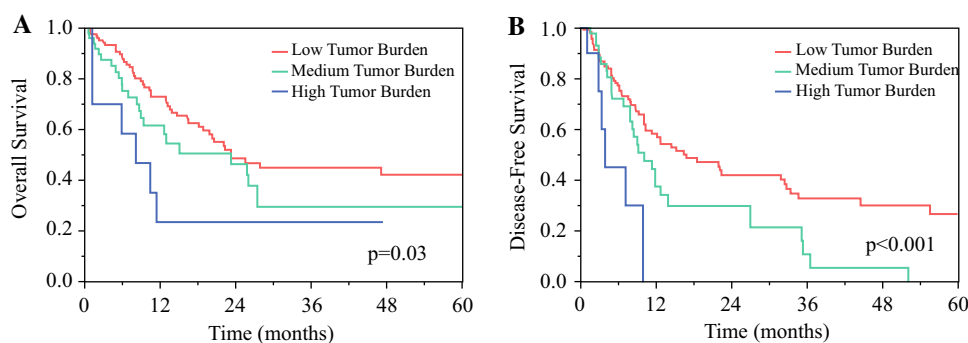 A
Overall Survival
1.0
0.8
0.6
0.4
0.2
0.0
Low Tumor Burden
Medium Tumor Burden
High Tumor Burden
p=0.03
0 12 24 36 48 60
Time (months)
B
Disease-Free Survival
1.0
0.8
0.6
0.4
0.2
0.0
Low Tumor Burden
Medium Tumor Burden
High Tumor Burden
p<0.001
0 12 24 36 48 60
Time (months)